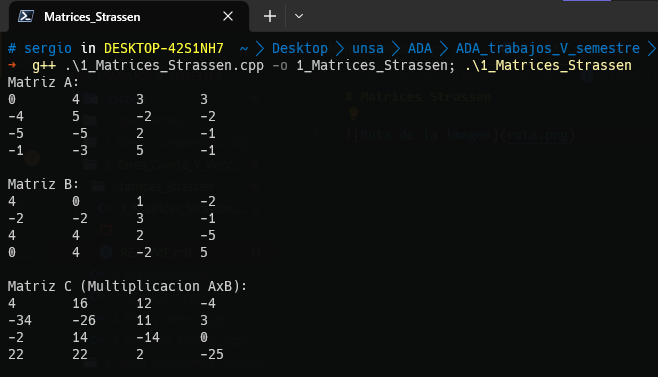 Matrices_Strassen
# sergio in DESKTOP-42S1NH7 ~ > Desktop > unsa > ADA > ADA_trabajos_V_semestre >
→ g++ .\1_Matrices_Strassen.cpp -o 1_Matrices_Strassen; .\1_Matrices_Strassen
Matriz A:
0 4 3 3
-4 5 -2 -2
-5 -5 2 -1
-1 -3 5 -1
Matriz B:
4 0 1 -2
-2 -2 3 -1
4 4 2 -5
0 4 -2 5
Matriz C (Multiplicacion AxB):
4 16 12 -4
-34 -26 11 3
-2 14 -14 0
22 22 2 -25